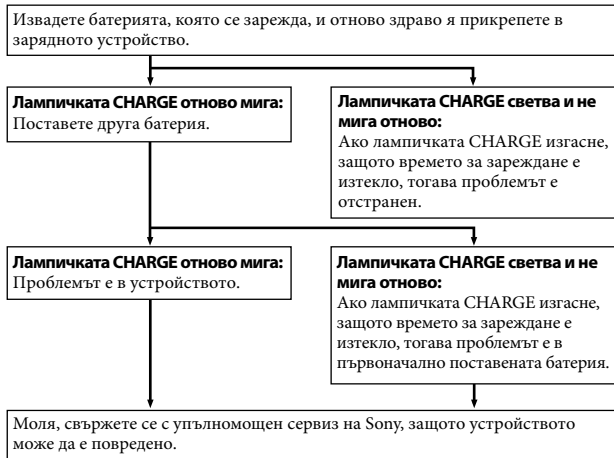 Извадете батерията, която се зарежда, и отново здраво я прикрепете в
зарядното устройство.
Лампичката CHARGE отново мига:
Поставете друга батерия.
Лампичката CHARGE светва и не
мига отново:
Ако лампичката CHARGE изгасне,
защото времето за зареждане е
изтекло, тогава проблемът е
отстранен.
Лампичката CHARGE отново мига:
Проблемът е в устройството.
Лампичката CHARGE светва и не
мига отново:
Ако лампичката CHARGE изгасне,
защото времето за зареждане е
изтекло, тогава проблемът е в
първоначално поставената батерия.
Моля, свържете се с упълномощен сервиз на Sony, защото устройството
може да е повредено.